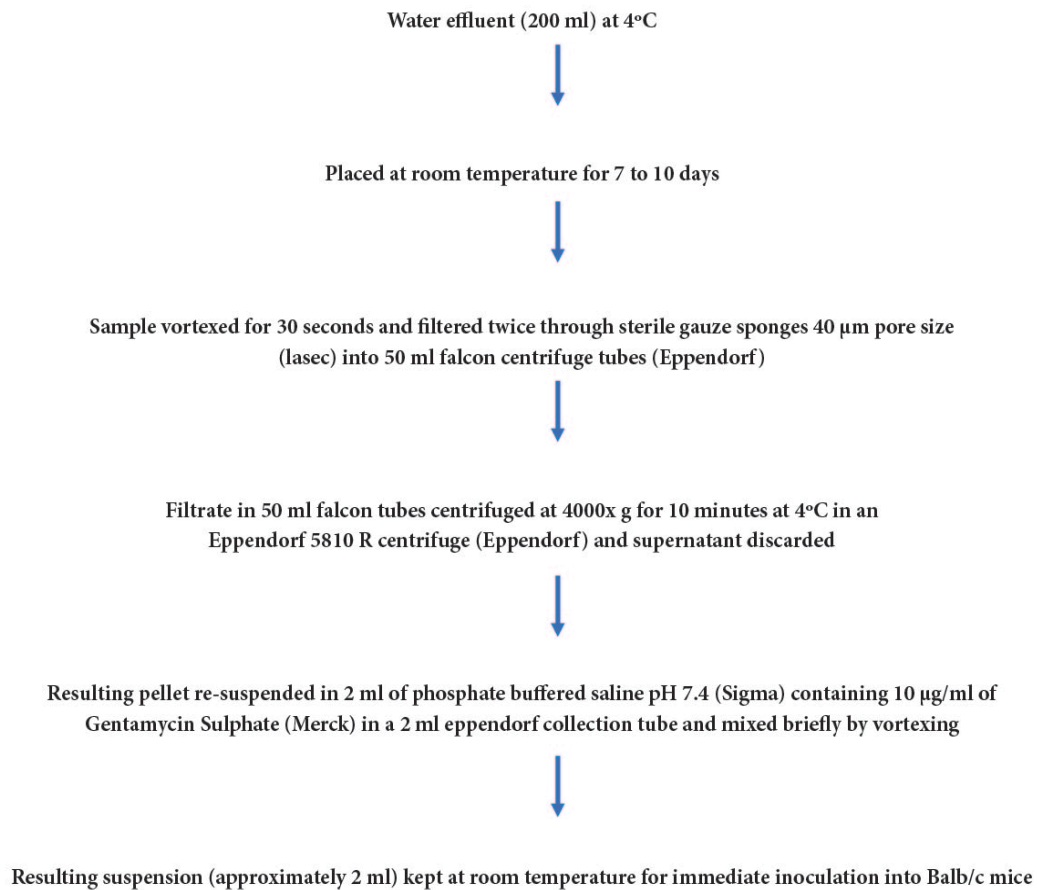 Water effluent (200 ml) at 4ºC
Placed at room temperature for 7 to 10 days
Sample vortexed for 30 seconds and filtered twice through sterile gauze sponges 40 µm pore size
(lasec) into 50 ml falcon centrifuge tubes (Eppendorf)
Filtrate in 50 ml falcon tubes centrifuged at 4000x g for 10 minutes at 4ºC in an
Eppendorf 5810 R centrifuge (Eppendorf) and supernatant discarded
Resulting pellet re-suspended in 2 ml of phosphate buffered saline pH 7.4 (Sigma) containing 10 µg/ml of
Gentamycin Sulphate (Merck) in a 2 ml eppendorf collection tube and mixed briefly by vortexing
Resulting suspension (approximately 2 ml) kept at room temperature for immediate inoculation into Balb/c mice